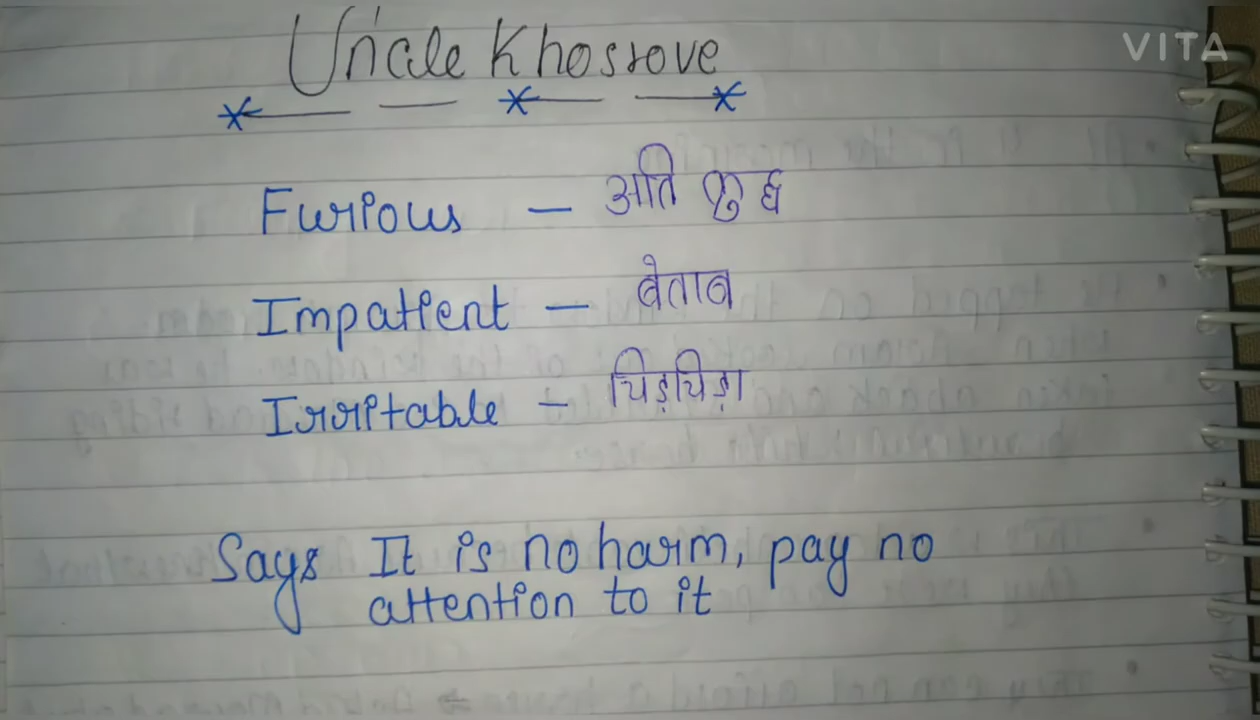 Uncle Khosrove
VITA
Furious – अति क्रुद्ध
Impatient – बेताब
Irritable – चिड़चिड़ा
Says It is no harm, pay no
attention to it